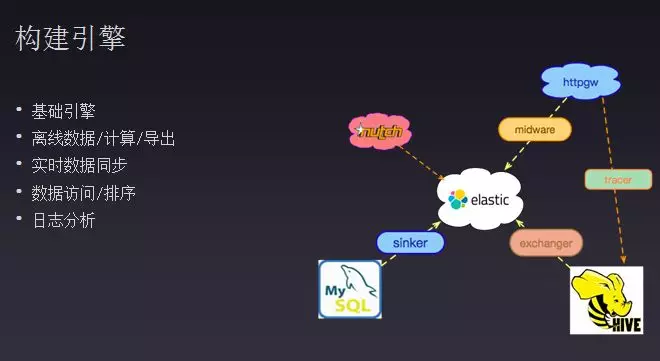 构建引擎
基础引擎
离线数据/计算/导出
实时数据同步
数据访问/排序
日志分析
httpgw
nutch
midware
tracer
elastic
sinker
exchanger
MySQL
HIVE